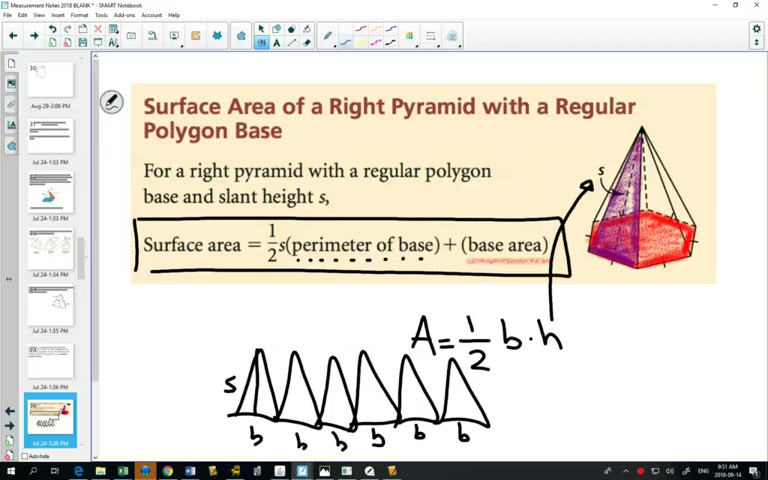 Measurement Notes 2018 BLANK * - SMART Notebook
File Edit View Insert Format Tools Add-ons Account Help
30
Aug 29-2:06 PM
Jul 24-1:33 PM
Jul 24-1:33 PM
Jul 24-1:34 PM
Jul 24-1:35 PM
Jul 24-1:36 PM
Jul 24-1:36 PM
Auto-hide
Surface Area of a Right Pyramid with a Regular
Polygon Base
For a right pyramid with a regular polygon
base and slant height s,
Surface area = 1/2 s(perimeter of base) + (base area)
s
A = 1/2 b · h
s
b b b b b b
ENG
9:51 AM
2018-09-14